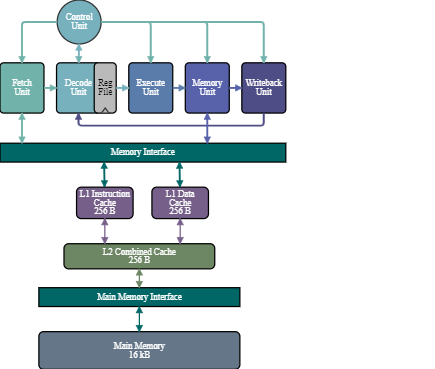 Control
Unit
Fetch
Unit
Decode
Unit
Reg
File
Execute
Unit
Memory
Unit
Writeback
Unit
Memory Interface
L1 Instruction
Cache
256 B
L1 Data
Cache
256 B
L2 Combined Cache
256 B
Main Memory Interface
Main Memory
16 kB